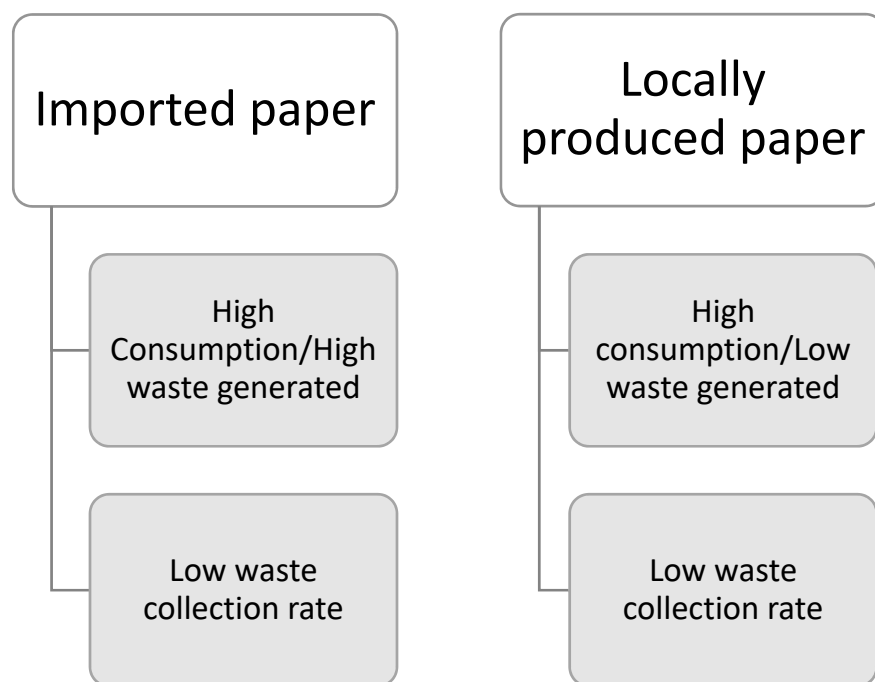 Imported paper
High
Consumption/High
waste generated
Low waste
collection rate
Locally
produced paper
High
consumption/Low
waste generated
Low waste
collection rate